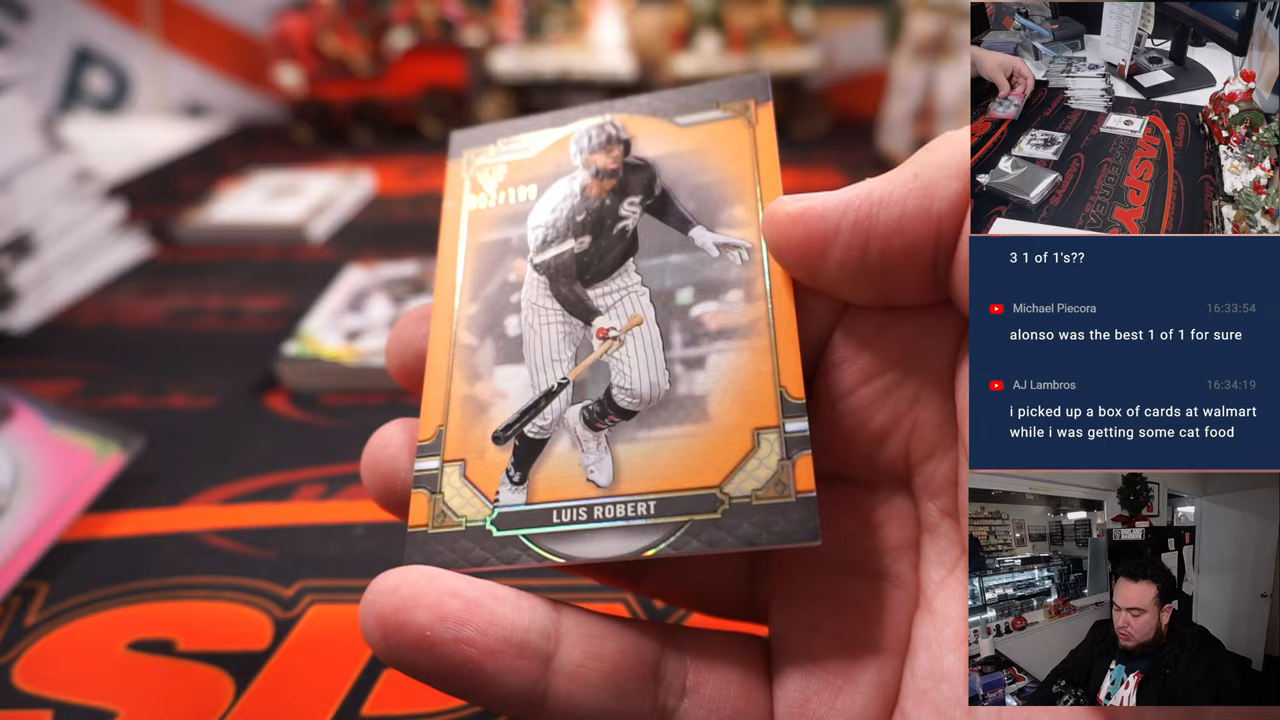 LUIS ROBERT
3 1 of 1's??
Michael Piecora 16:33:54
alonso was the best 1 of 1 for sure
AJ Lambros 16:34:19
i picked up a box of cards at walmart
while i was getting some cat food
JASPY'S